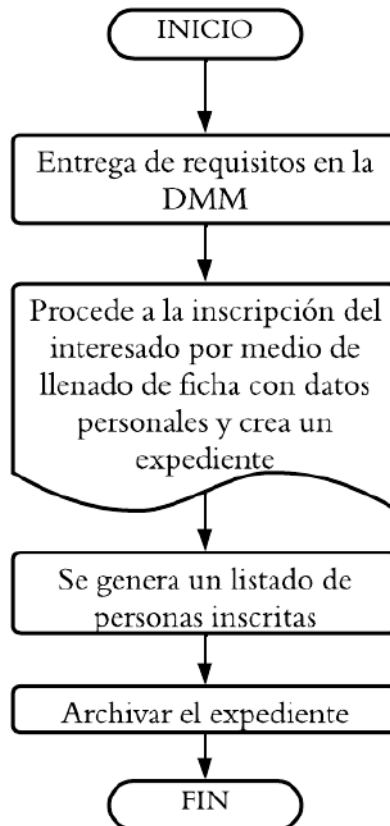 INICIO
Entrega de requisitos en la
DMM
Procede a la inscripción del
interesado por medio de
llenado de ficha con datos
personales y crea un
expediente
Se genera un listado de
personas inscritas
Archivar el expediente
FIN